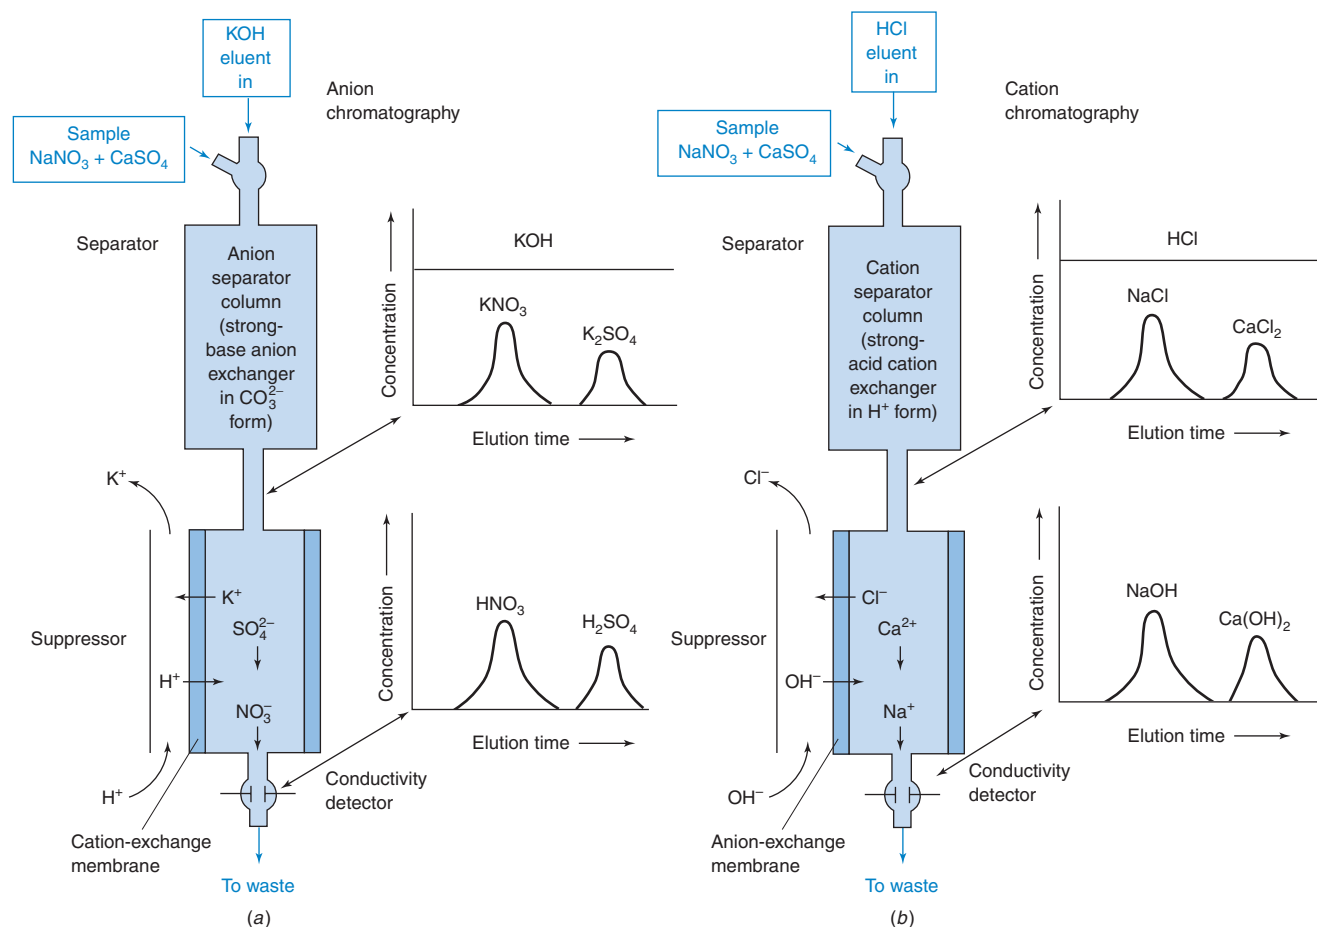 KOH
eluent
in
Anion
chromatography
Sample
NaNO₃ + CaSO₄
Separator
Anion
separator
column
(strong-
base anion
exchanger
in CO₃²⁻
form)
Concentration
KOH
KNO₃
K₂SO₄
Elution time
K⁺
Suppressor
K⁺
SO₄²⁻
H⁺
NO₃⁻
H⁺
Cation-exchange
membrane
Concentration
HNO₃
H₂SO₄
Elution time
Conductivity
detector
To waste
(a)
HCl
eluent
in
Cation
chromatography
Sample
NaNO₃ + CaSO₄
Separator
Cation
separator
column
(strong-
acid cation
exchanger
in H⁺ form)
Concentration
HCl
NaCl
CaCl₂
Elution time
Cl⁻
Suppressor
Cl⁻
Ca²⁺
OH⁻
Na⁺
OH⁻
Anion-exchange
membrane
Concentration
NaOH
Ca(OH)₂
Elution time
Conductivity
detector
To waste
(b)